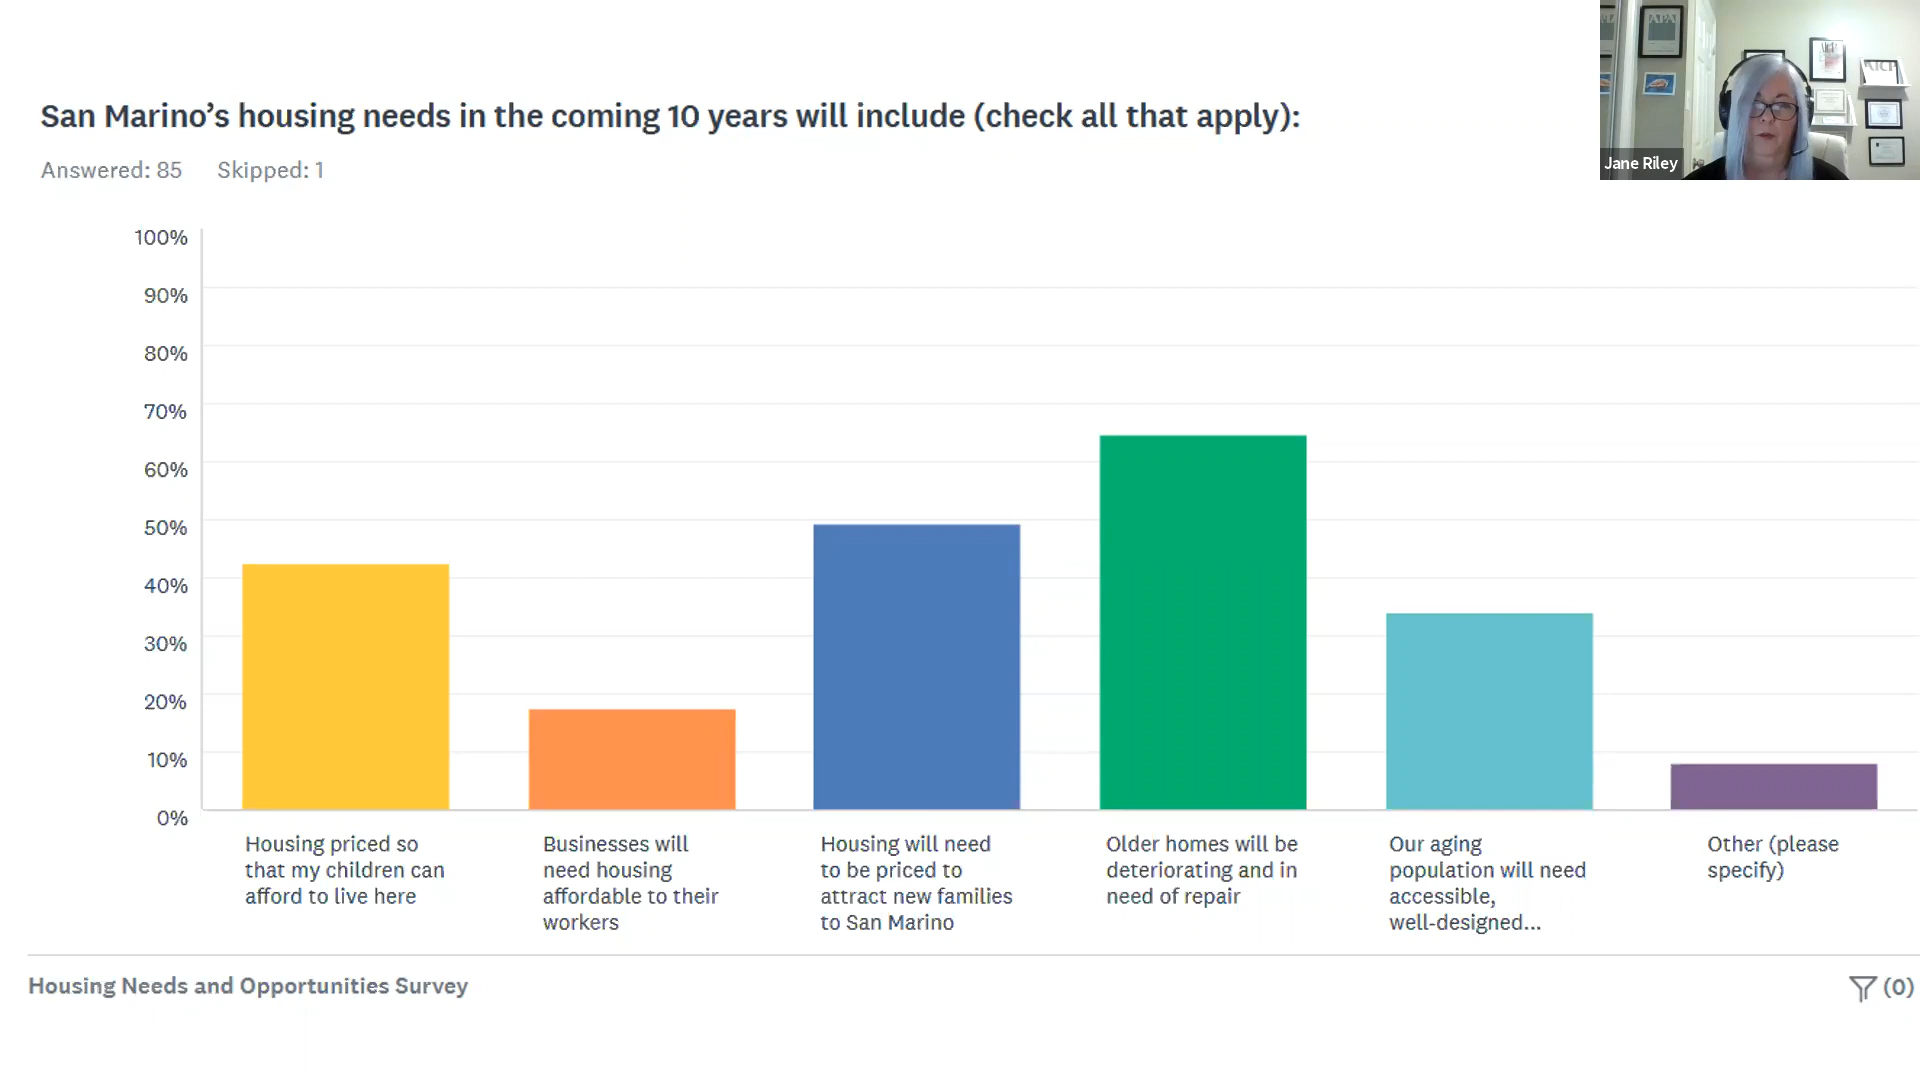 San Marino’s housing needs in the coming 10 years will include (check all that apply):
Answered: 85 Skipped: 1
APA
AICP
Jane Riley
100%
90%
80%
70%
60%
50%
40%
30%
20%
10%
0%
Housing priced so
that my children can
afford to live here
Businesses will
need housing
affordable to their
workers
Housing will need
to be priced to
attract new families
to San Marino
Older homes will be
deteriorating and in
need of repair
Our aging
population will need
accessible,
well-designed...
Other (please
specify)
Housing Needs and Opportunities Survey
(0)